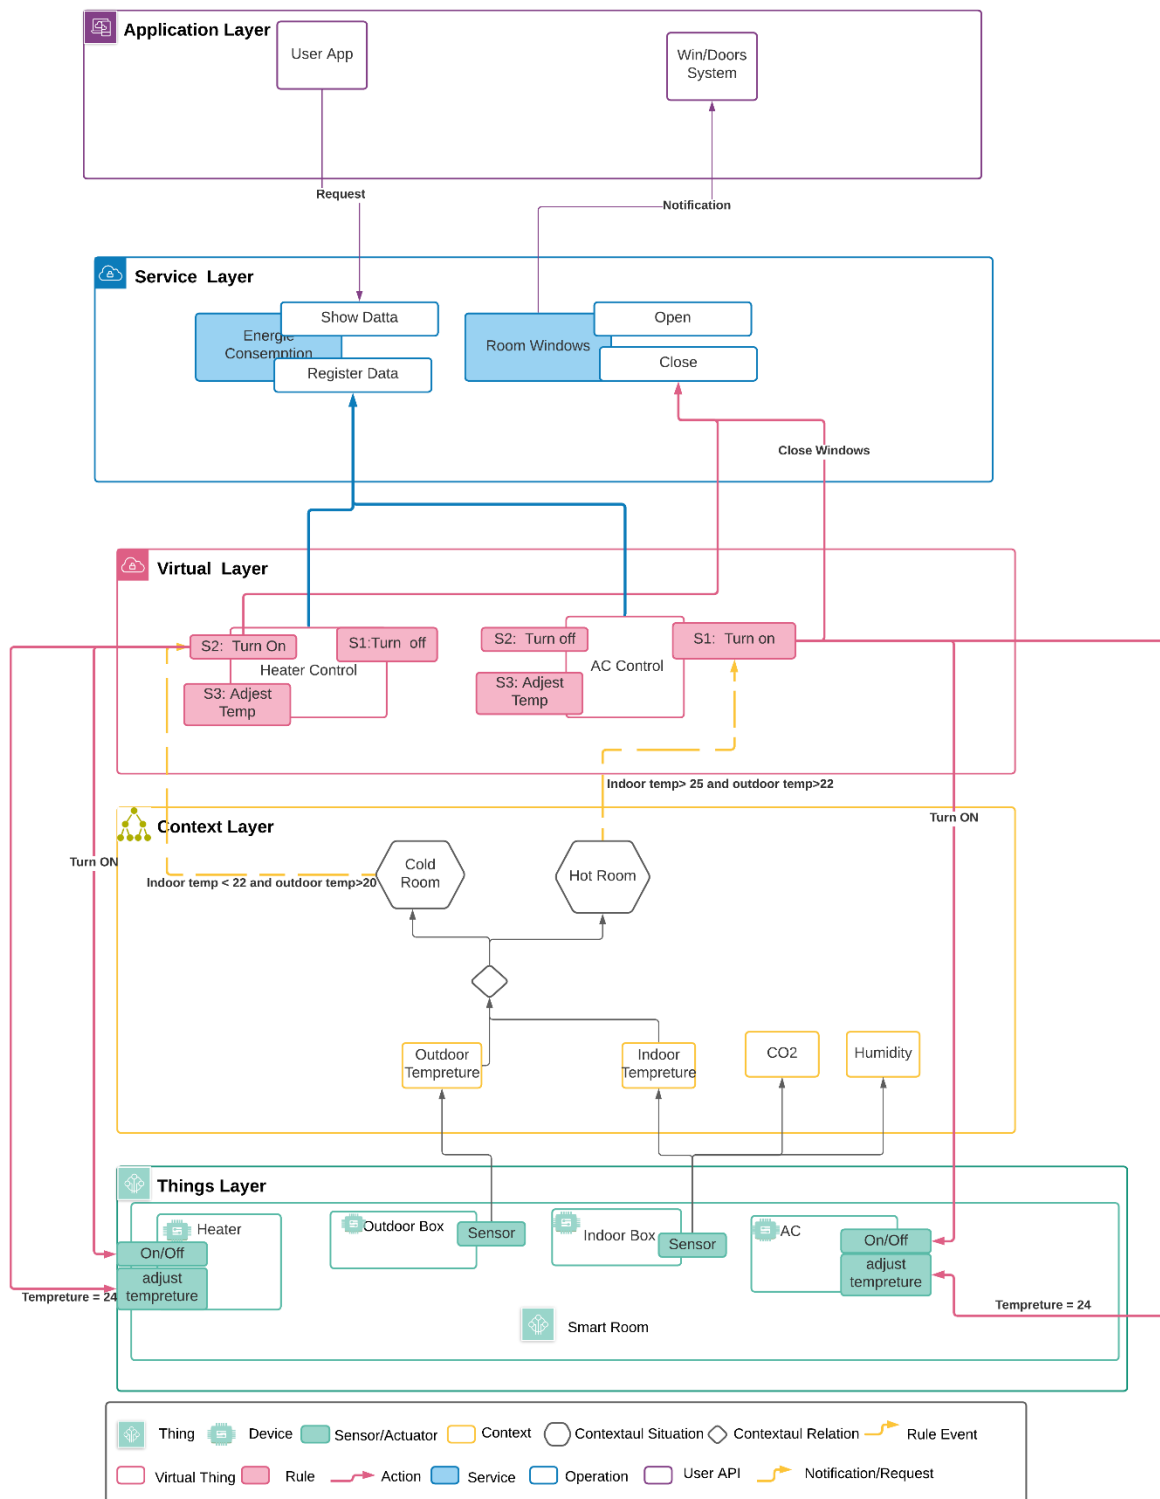 Application Layer
User App
Win/Doors
System
Request
Notification
Service  Layer
Show Datta
Energie
Consemption
Register Data
Room Windows
Open
Close
Close Windows
Virtual  Layer
S2:  Turn On
S1:Turn  off
Heater Control
S3: Adjest
Temp
S2:  Turn off
S1:  Turn on
AC Control
S3: Adjest
Temp
Indoor temp> 25 and outdoor temp>22
Context Layer
Turn ON
Turn ON
Cold
Room
Hot Room
Indoor temp < 22 and outdoor temp>20
Outdoor
Tempreture
Indoor
Tempreture
CO2
Humidity
Things Layer
Heater
On/Off
adjust
tempreture
Tempreture = 24
Outdoor Box
Sensor
Indoor Box
Sensor
AC
On/Off
adjust
tempreture
Tempreture = 24
Smart Room
Thing
Device
Sensor/Actuator
Context
Contextaul Situation
Contextaul Relation
Rule Event
Virtual Thing
Rule
Action
Service
Operation
User API
Notification/Request